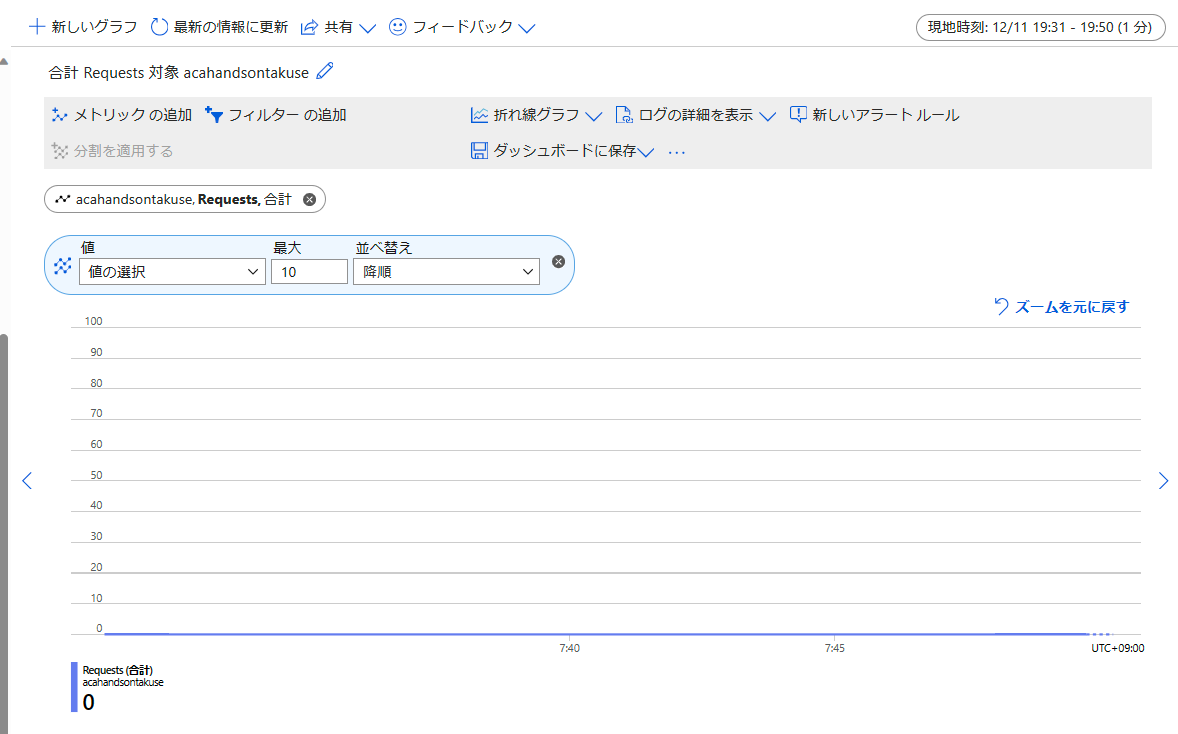 新しいグラフ 最新の情報に更新 共有 フィードバック 現地時刻: 12/11 19:31 - 19:50 (1 分)
合計 Requests 対象 acahandsontakuse
メトリック の追加 フィルター の追加 折れ線グラフ ログの詳細を表示 新しいアラート ルール
分割を適用する ダッシュボードに保存 ...
acahandsontakuse, Requests, 合計
値 最大 並べ替え
値の選択 10 降順
ズームを元に戻す
100
90
80
70
60
50
40
30
20
10
0
7:40 7:45 UTC+09:00
Requests (合計)
acahandsontakuse
0